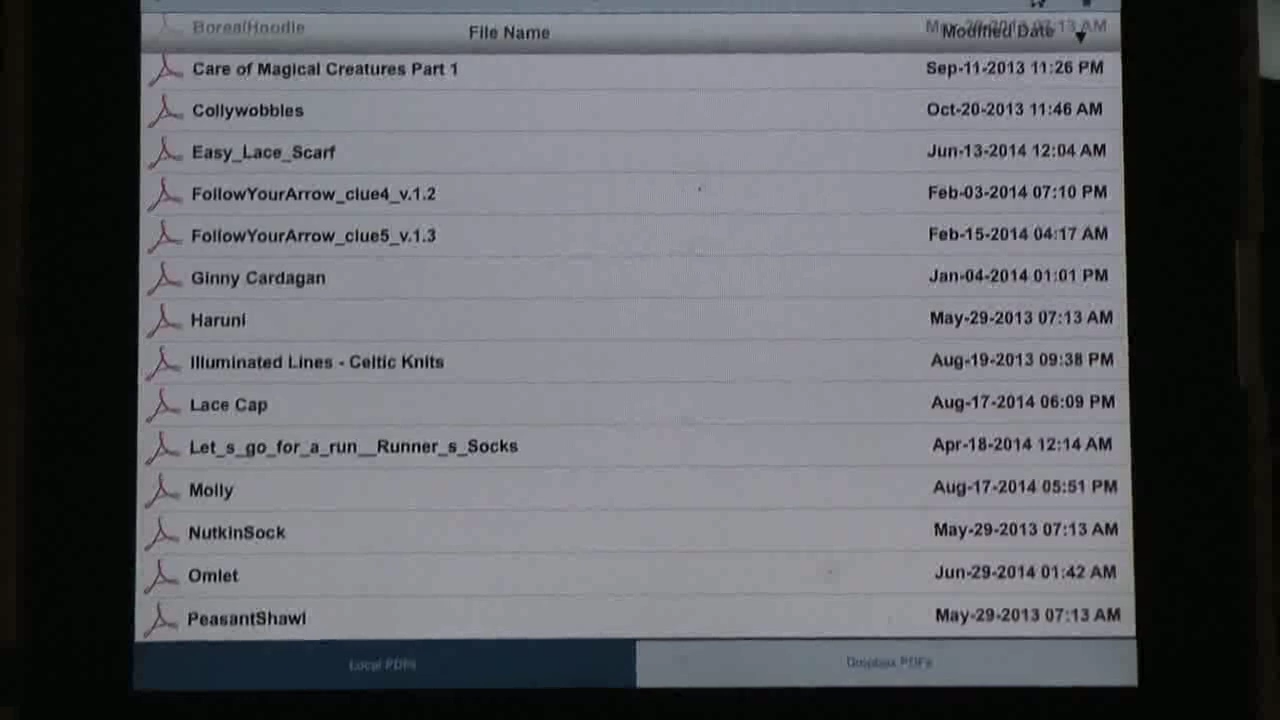 BorealHoodie May-29-2013 07:13 AM
File Name Modified Date
Care of Magical Creatures Part 1 Sep-11-2013 11:26 PM
Collywobbles Oct-20-2013 11:46 AM
Easy_Lace_Scarf Jun-13-2014 12:04 AM
FollowYourArrow_clue4_v.1.2 Feb-03-2014 07:10 PM
FollowYourArrow_clue5_v.1.3 Feb-15-2014 04:17 AM
Ginny Cardagan Jan-04-2014 01:01 PM
Haruni May-29-2013 07:13 AM
Illuminated Lines - Celtic Knits Aug-19-2013 09:38 PM
Lace Cap Aug-17-2014 06:09 PM
Let_s_go_for_a_run__Runner_s_Socks Apr-18-2014 12:14 AM
Molly Aug-17-2014 05:51 PM
NutkinSock May-29-2013 07:13 AM
Omlet Jun-29-2014 01:42 AM
PeasantShawl May-29-2013 07:13 AM
Local PDFs Dropbox PDFs